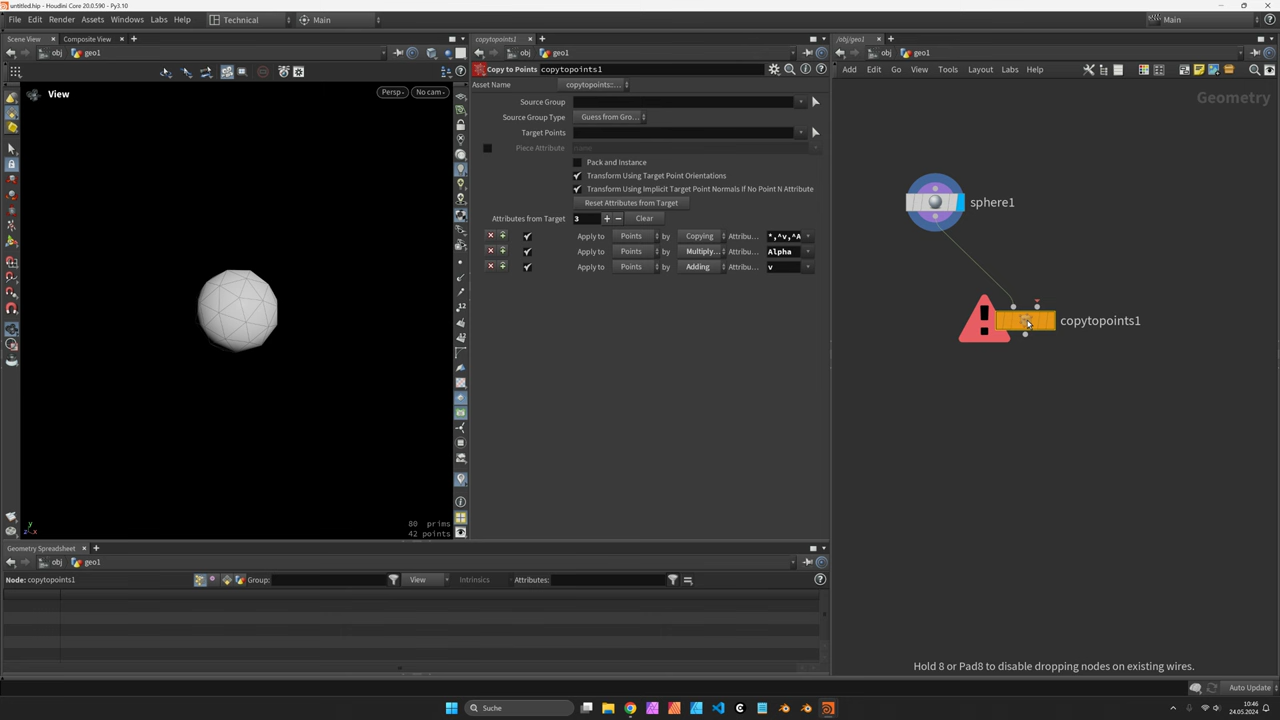 untitled.hip - Houdini Core 20.0.590 - Py3.10
File Edit Render Assets Windows Labs Help Technical Main Main
Scene View Composite View copytopoints1 /obj/geo1
obj geo1 obj geo1 obj geo1
Copy to Points copytopoints1 Add Edit Go View Tools Layout Labs Help
Asset Name copytopoints::...
View Persp No cam Geometry
Source Group
Source Group Type Guess from Gro...
Target Points
Piece Attribute name
Pack and Instance
Transform Using Target Point Orientations
Transform Using Implicit Target Point Normals If No Point N Attribute
Reset Attributes from Target sphere1
Attributes from Target 3 Clear
Apply to Points by Copying Attribu... *,^v,^A
Apply to Points by Multiply... Attribu... Alpha
Apply to Points by Adding Attribu... v
copytopoints1
y
z x
80 prims
42 points
Geometry Spreadsheet
obj geo1
Node: copytopoints1 Group: View Intrinsics Attributes:
Hold 8 or Pad8 to disable dropping nodes on existing wires.
Auto Update
Suche
10:46
24.05.2024